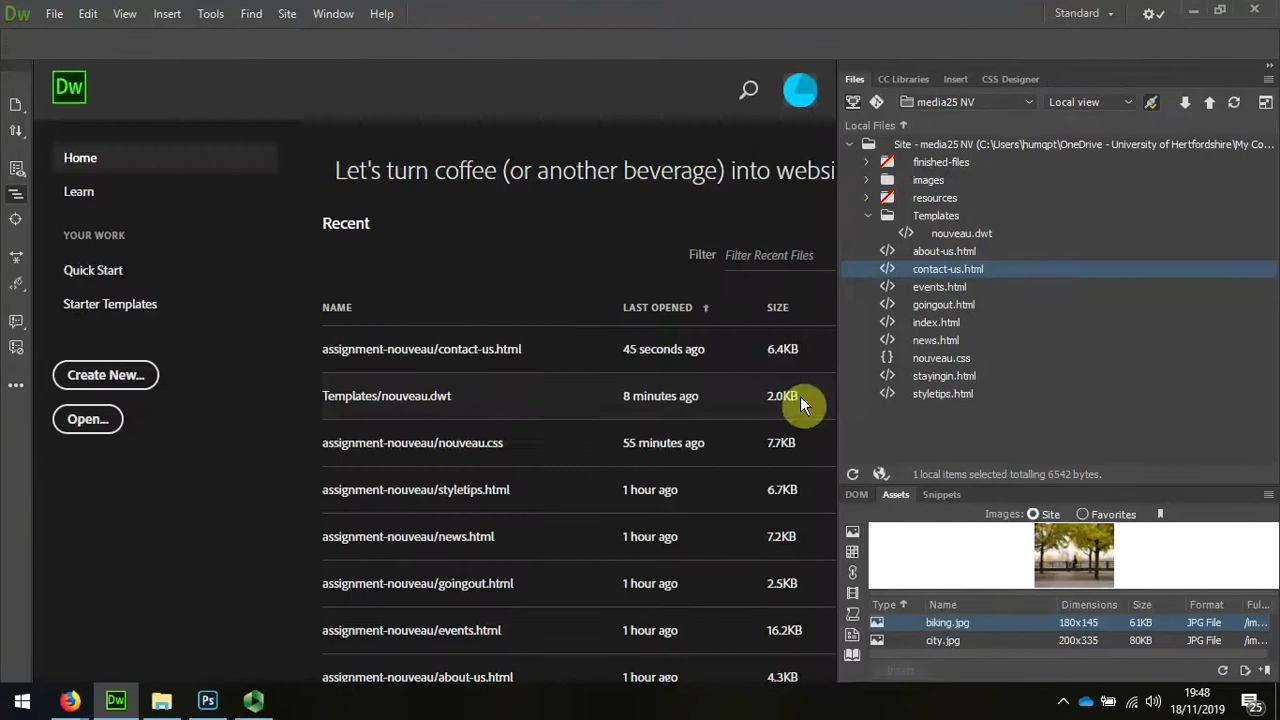 Dw File Edit View Insert Tools Find Site Window Help Standard
Dw
Files CC Libraries Insert CSS Designer
media25 NV Local view
Local Files
Site - media25 NV (C:\Users\humqpt\OneDrive - University of Hertfordshire\My Co...
finished-files
images
resources
Templates
nouveau.dwt
about-us.html
contact-us.html
events.html
goingout.html
index.html
news.html
nouveau.css
stayingin.html
styletips.html
1 local items selected totalling 6542 bytes.
Home
Learn
YOUR WORK
Quick Start
Starter Templates
Create New...
Open...
Let's turn coffee (or another beverage) into websi
Recent
Filter Filter Recent Files
NAME LAST OPENED SIZE
assignment-nouveau/contact-us.html 45 seconds ago 6.4KB
Templates/nouveau.dwt 8 minutes ago 2.0KB
assignment-nouveau/nouveau.css 55 minutes ago 7.7KB
assignment-nouveau/styletips.html 1 hour ago 6.7KB
assignment-nouveau/news.html 1 hour ago 7.2KB
assignment-nouveau/goingout.html 1 hour ago 2.5KB
assignment-nouveau/events.html 1 hour ago 16.2KB
assignment-nouveau/about-us.html 1 hour ago 4.3KB
DOM Assets Snippets
Images: Site Favorites
Type Name Dimensions Size Format Ful...
biking.jpg 180x145 61KB JPG File /im...
city.jpg 200x335 80KB JPG File /im...
Insert
Dw Ps
19:48
18/11/2019
25